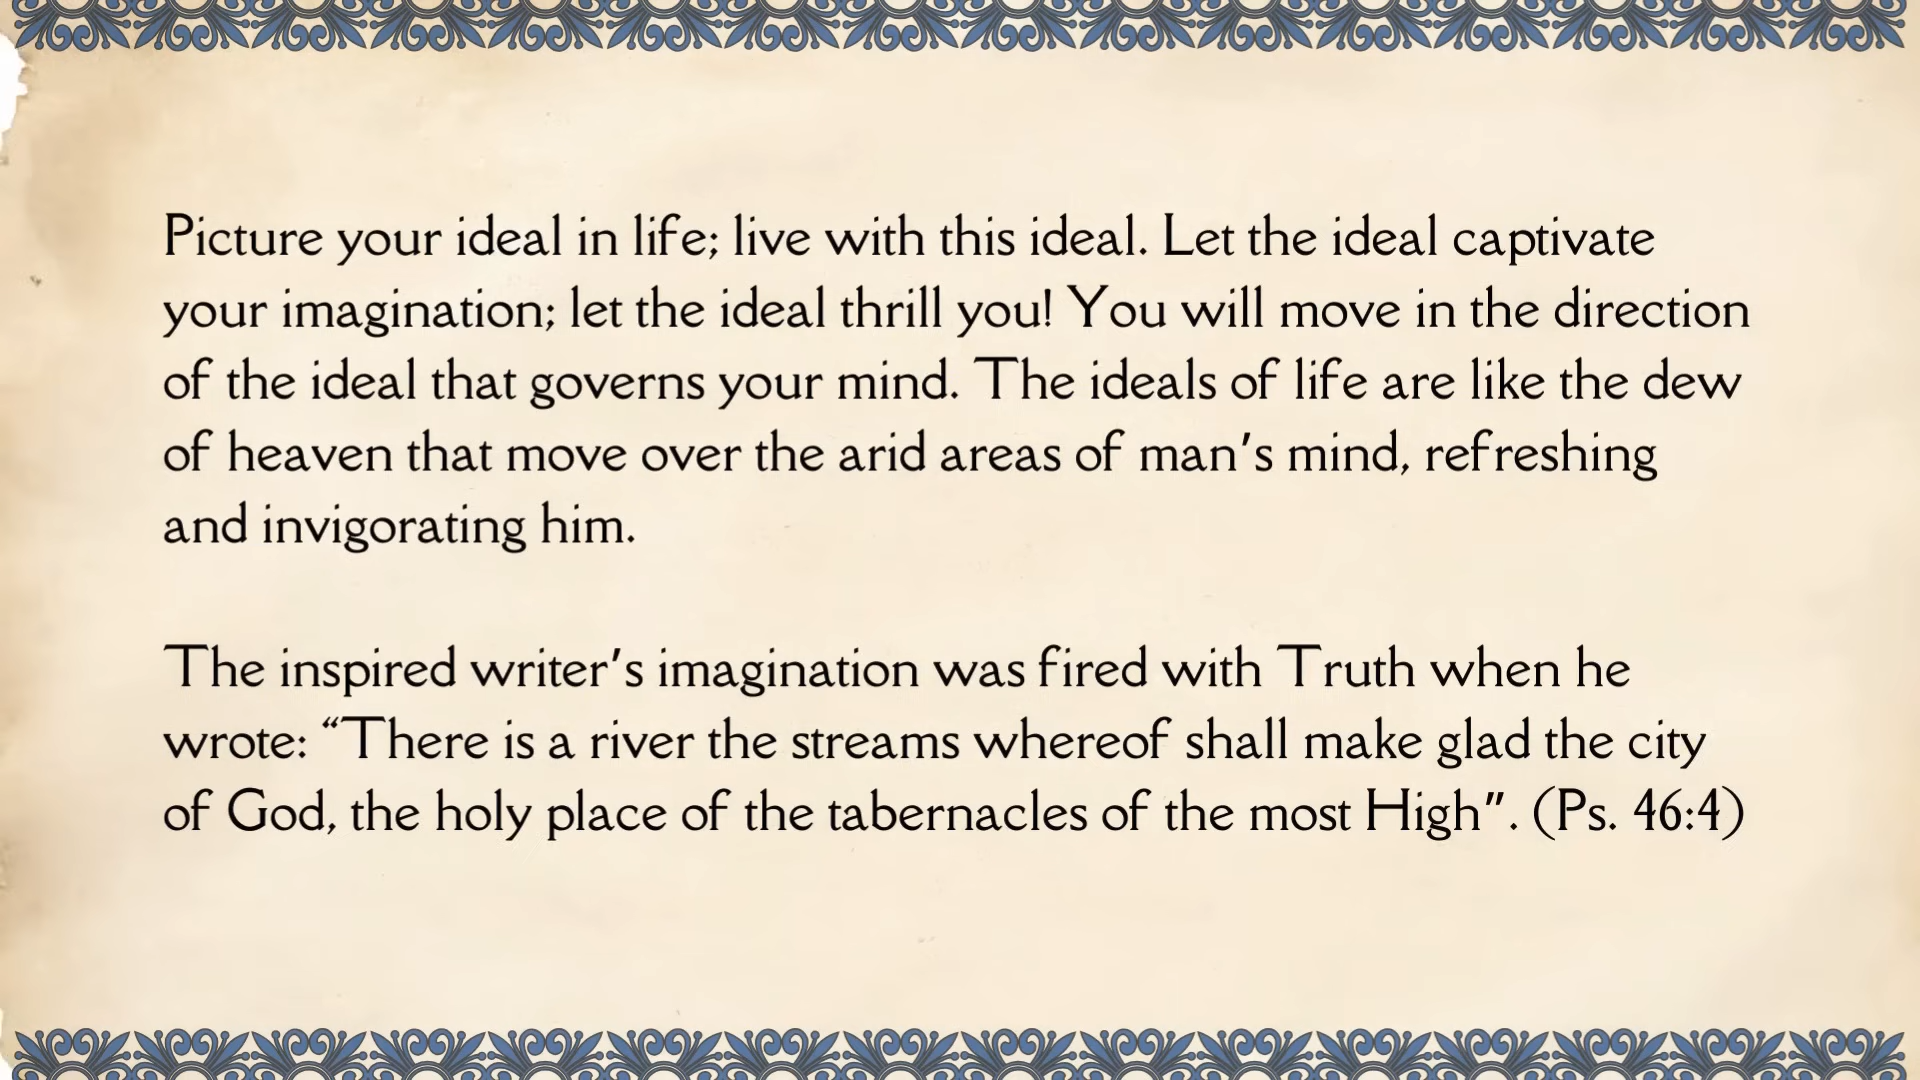 Picture your ideal in life; live with this ideal. Let the ideal captivate
your imagination; let the ideal thrill you! You will move in the direction
of the ideal that governs your mind. The ideals of life are like the dew
of heaven that move over the arid areas of man's mind, refreshing
and invigorating him.
The inspired writer's imagination was fired with Truth when he
wrote: “There is a river the streams whereof shall make glad the city
of God, the holy place of the tabernacles of the most High". (Ps. 46:4)